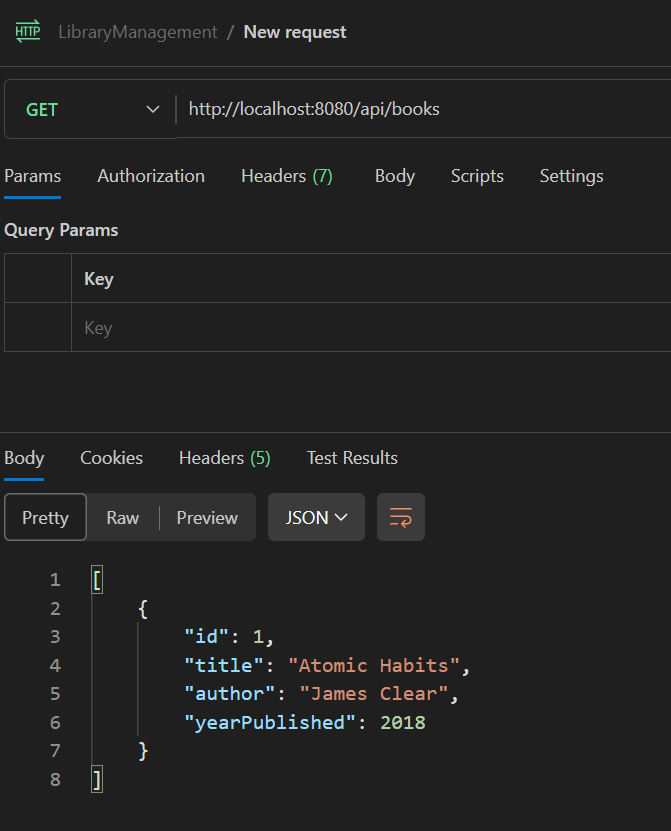 HTTP LibraryManagement / New request
GET http://localhost:8080/api/books
Params Authorization Headers (7) Body Scripts Settings
Query Params
Key
Key
Body Cookies Headers (5) Test Results
Pretty Raw Preview JSON
1 [
2 {
3 "id": 1,
4 "title": "Atomic Habits",
5 "author": "James Clear",
6 "yearPublished": 2018
7 }
8 ]